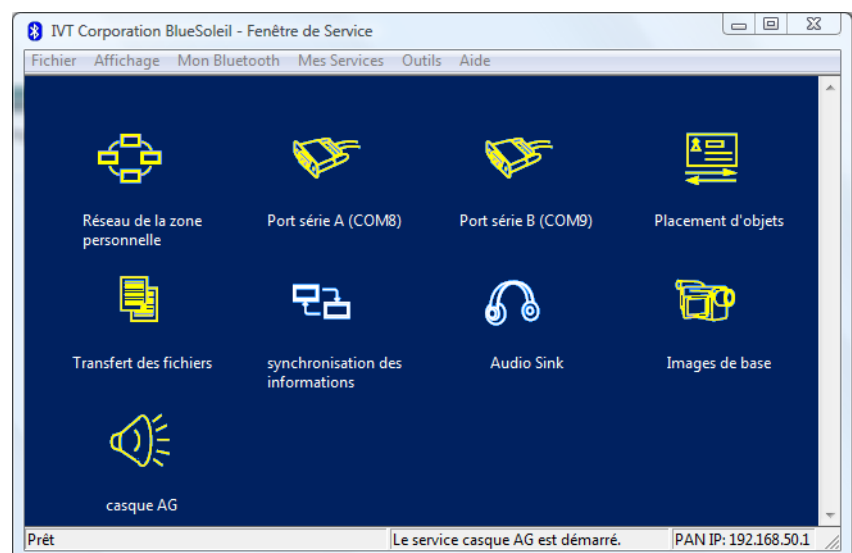 IVT Corporation BlueSoleil - Fenêtre de Service
Fichier Affichage Mon Bluetooth Mes Services Outils Aide
Réseau de la zone
personnelle
Port série A (COM8)
Port série B (COM9)
Placement d'objets
Transfert des fichiers
synchronisation des
informations
Audio Sink
Images de base
casque AG
Prêt
Le service casque AG est démarré.
PAN IP: 192.168.50.1